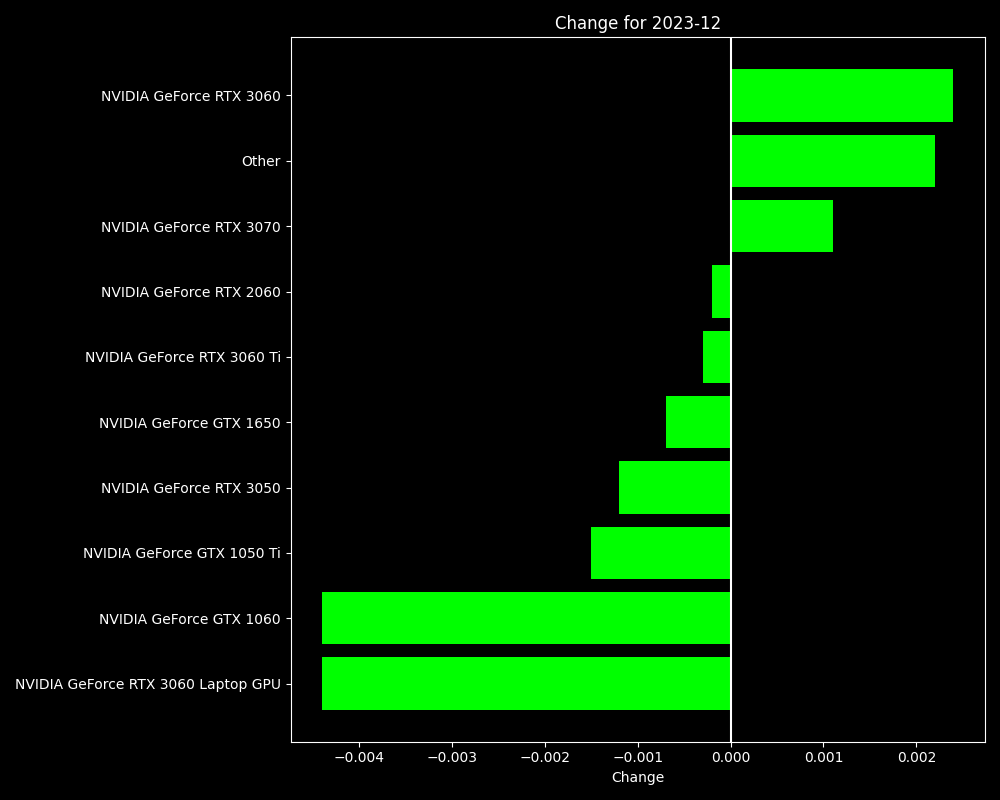 Change for 2023-12
NVIDIA GeForce RTX 3060
Other
NVIDIA GeForce RTX 3070
NVIDIA GeForce RTX 2060
NVIDIA GeForce RTX 3060 Ti
NVIDIA GeForce GTX 1650
NVIDIA GeForce RTX 3050
NVIDIA GeForce GTX 1050 Ti
NVIDIA GeForce GTX 1060
NVIDIA GeForce RTX 3060 Laptop GPU
−0.004 −0.003 −0.002 −0.001 0.000 0.001 0.002
Change